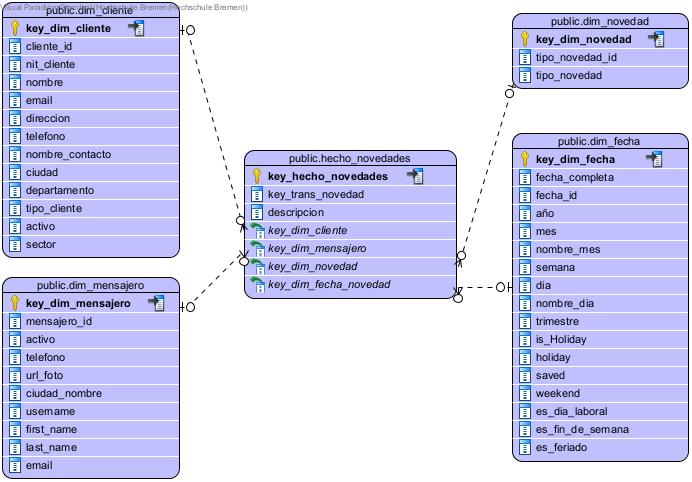 Visual Paradigm Standard(Hochschule Bremen(Hochschule Bremen))
public.dim_cliente
key_dim_cliente
cliente_id
nit_cliente
nombre
email
direccion
telefono
nombre_contacto
ciudad
departamento
tipo_cliente
activo
sector
public.dim_mensajero
key_dim_mensajero
mensajero_id
activo
telefono
url_foto
ciudad_nombre
username
first_name
last_name
email
public.hecho_novedades
key_hecho_novedades
key_trans_novedad
descripcion
key_dim_cliente
key_dim_mensajero
key_dim_novedad
key_dim_fecha_novedad
public.dim_novedad
key_dim_novedad
tipo_novedad_id
tipo_novedad
public.dim_fecha
key_dim_fecha
fecha_completa
fecha_id
año
mes
nombre_mes
semana
dia
nombre_dia
trimestre
is_Holiday
holiday
saved
weekend
es_dia_laboral
es_fin_de_semana
es_feriado